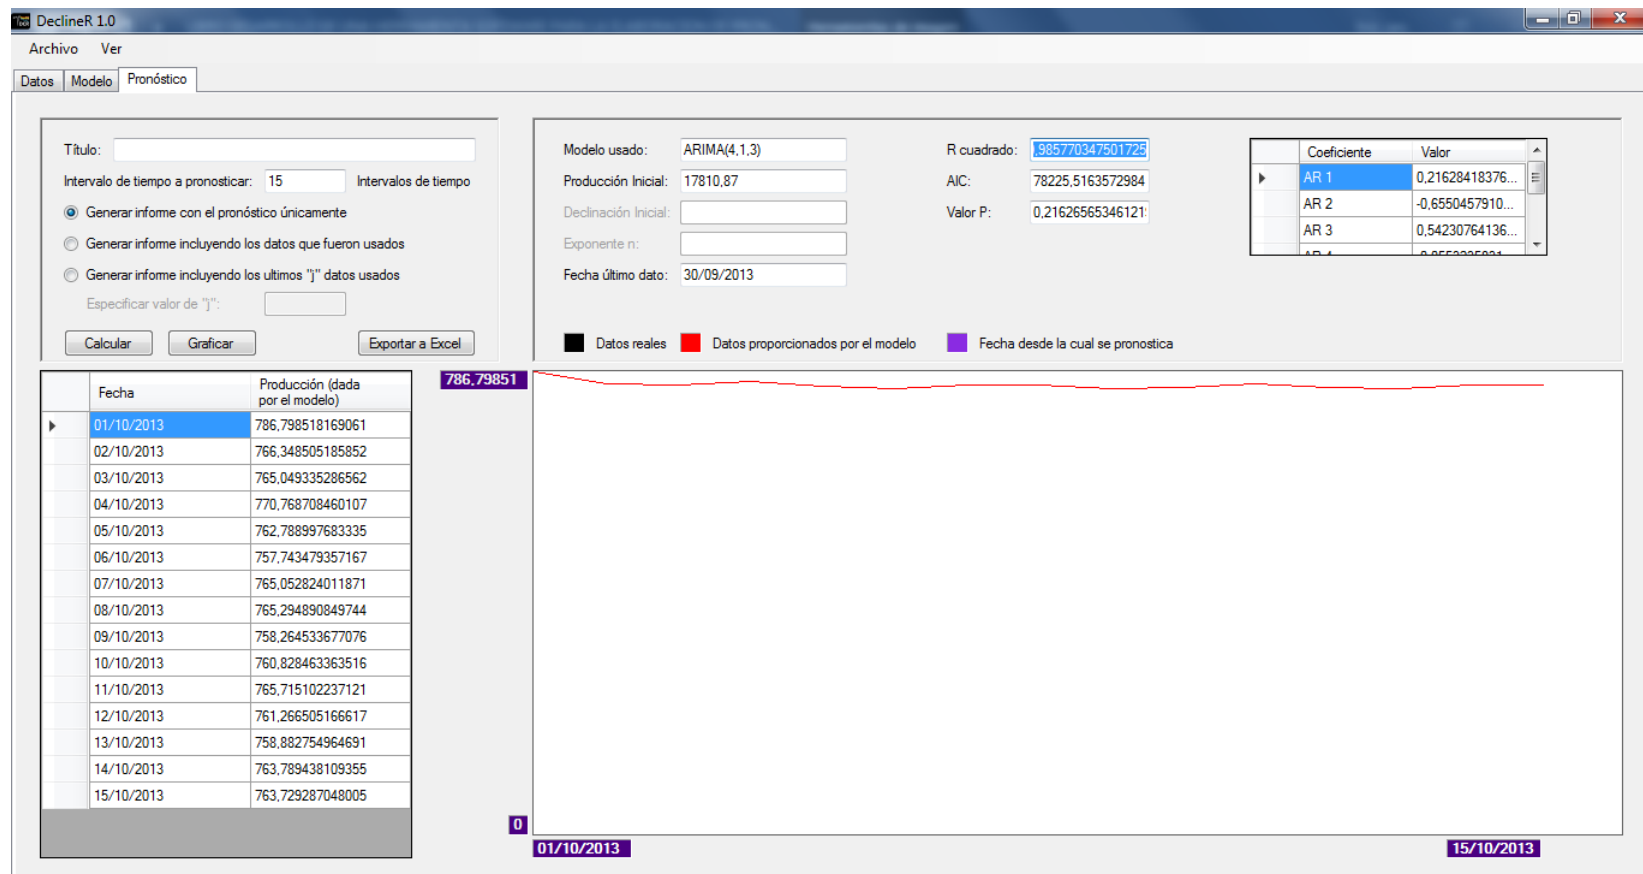 DeclineR 1.0
Archivo Ver
Datos Modelo Pronóstico
Título:
Intervalo de tiempo a pronosticar: 15 Intervalos de tiempo
Generar informe con el pronóstico únicamente
Generar informe incluyendo los datos que fueron usados
Generar informe incluyendo los ultimos "j" datos usados
Especificar valor de "j":
Calcular Graficar Exportar a Excel
Modelo usado: ARIMA(4,1,3)
Producción Inicial: 17810,87
Declinación Inicial:
Exponente n:
Fecha último dato: 30/09/2013
R cuadrado: ,985770347501725
AIC: 78225,5163572984
Valor P: 0,21626565346121
Coeficiente Valor
AR 1 0,21628418376...
AR 2 -0,6550457910...
AR 3 0,54230764136...
Datos reales Datos proporcionados por el modelo Fecha desde la cual se pronostica
Fecha Producción (dada
por el modelo)
01/10/2013 786,798518169061
02/10/2013 766,348505185852
03/10/2013 765,049335286562
04/10/2013 770,768708460107
05/10/2013 762,788997683335
06/10/2013 757,743479357167
07/10/2013 765,052824011871
08/10/2013 765,294890849744
09/10/2013 758,264533677076
10/10/2013 760,828463363516
11/10/2013 765,715102237121
12/10/2013 761,266505166617
13/10/2013 758,882754964691
14/10/2013 763,789438109355
15/10/2013 763,729287048005
786,79851
0
01/10/2013 15/10/2013